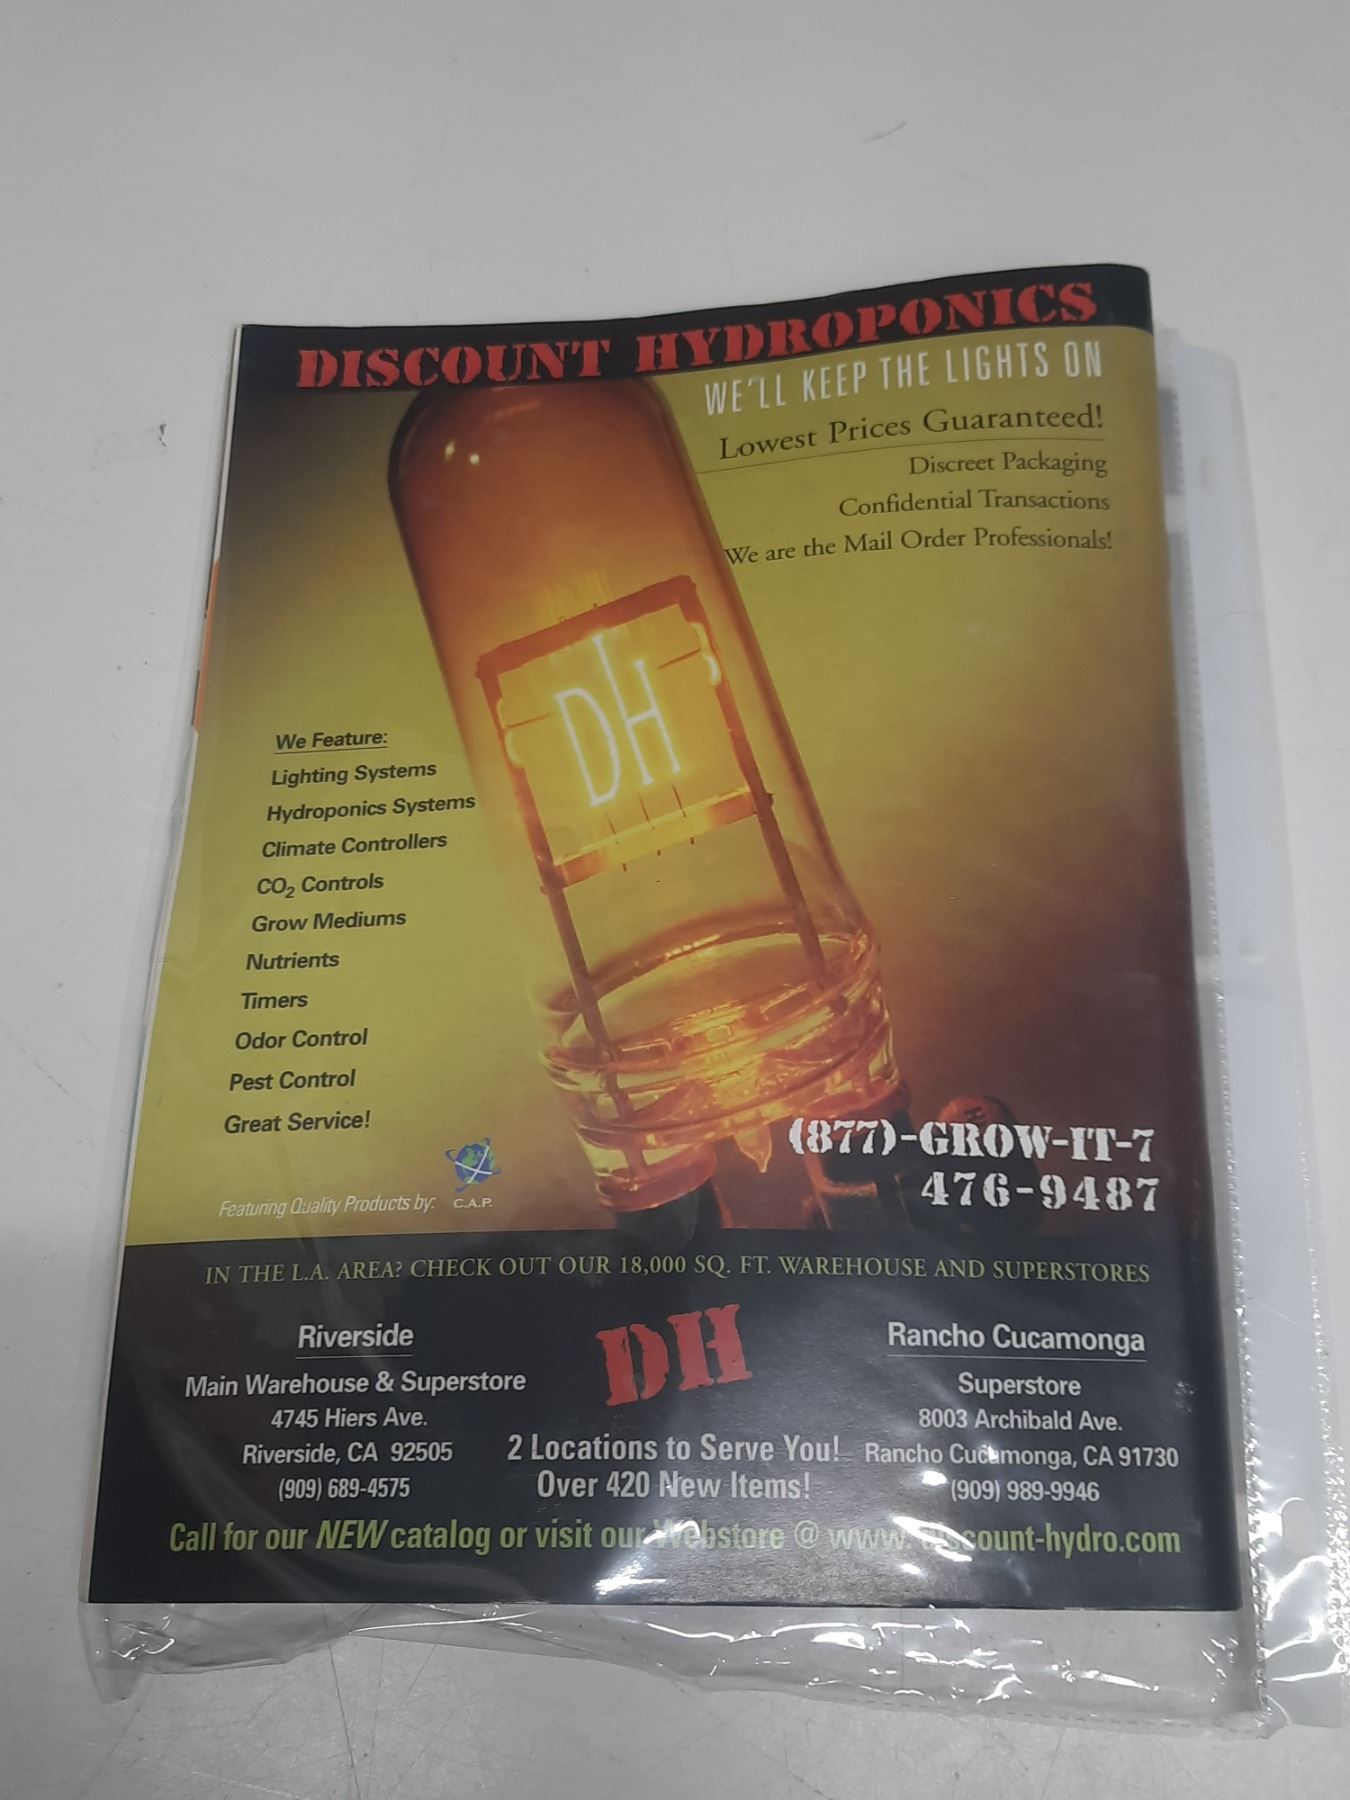 DISCOUNT HYDROPONICS
WE'LL KEEP THE LIGHTS ON
Lowest Prices Guaranteed!
Discreet Packaging
Confidential Transactions
We are the Mail Order Professionals!
DH
We Feature:
Lighting Systems
Hydroponics Systems
Climate Controllers
CO2 Controls
Grow Mediums
Nutrients
Timers
Odor Control
Pest Control
Great Service!
Featuring Quality Products by: C.A.P.
(877)-GROW-IT-7
476-9487
IN THE L.A. AREA? CHECK OUT OUR 18,000 SQ. FT. WAREHOUSE AND SUPERSTORES
Riverside
Main Warehouse & Superstore
4745 Hiers Ave.
Riverside, CA 92505
(909) 689-4575
DH
2 Locations to Serve You!
Over 420 New Items!
Rancho Cucamonga
Superstore
8003 Archibald Ave.
Rancho Cucamonga, CA 91730
(909) 989-9946
Call for our NEW catalog or visit our Webstore @ www.discount-hydro.com